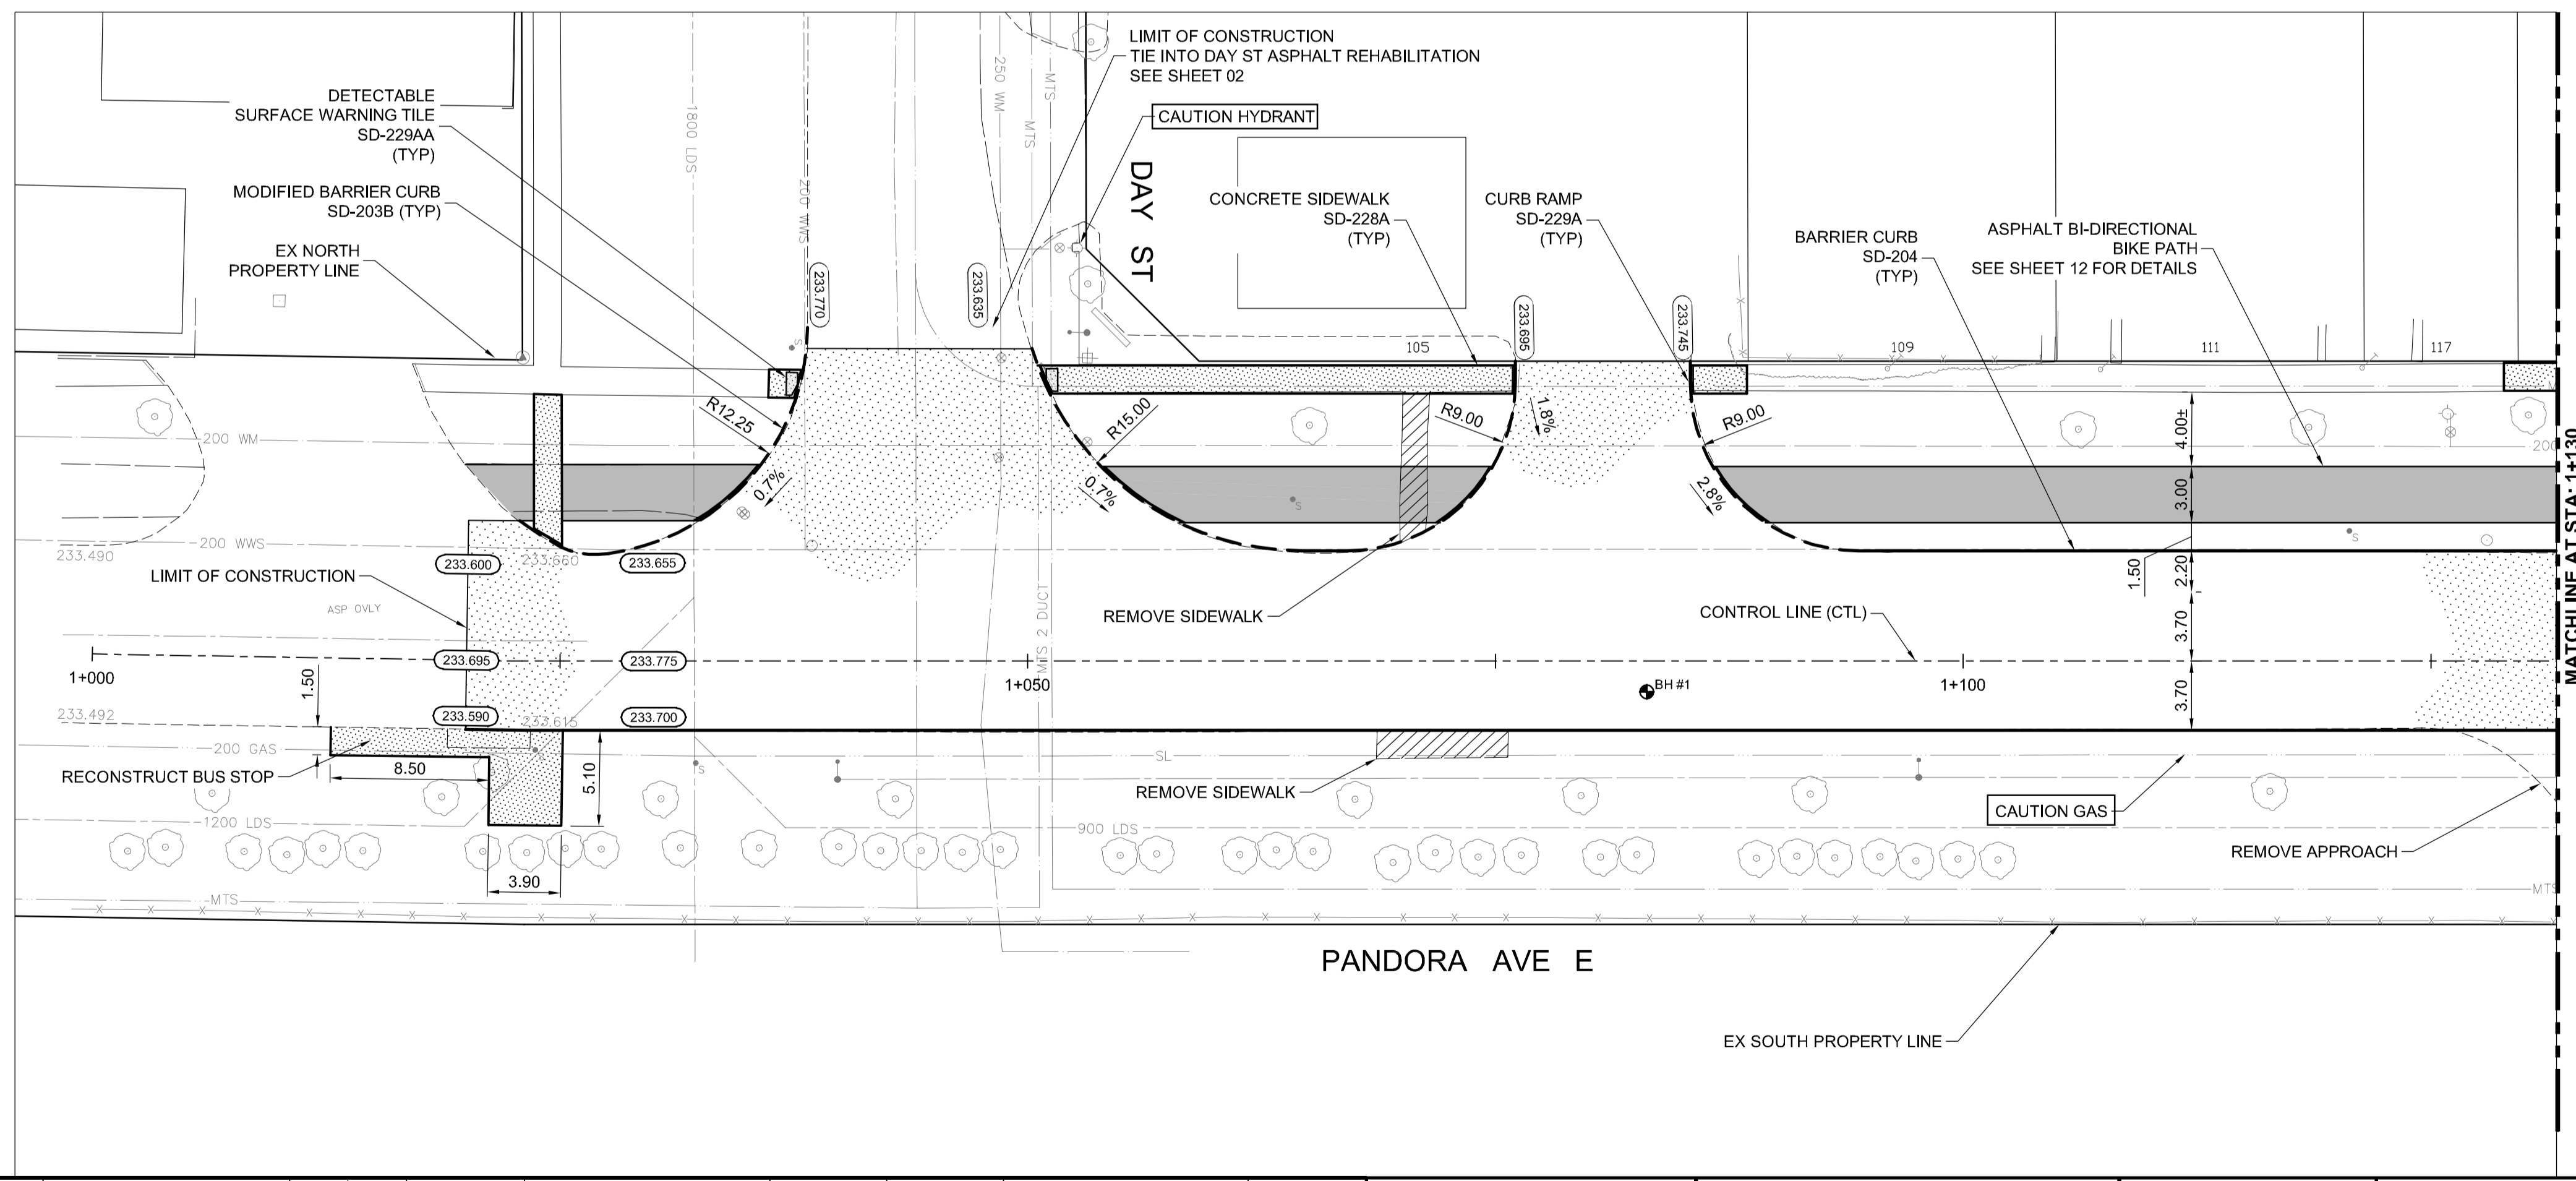 LIMIT OF CONSTRUCTION
TIE INTO DAY ST ASPHALT REHABILITATION
SEE SHEET 02
DETECTABLE
SURFACE WARNING TILE
SD-229AA
(TYP)
MODIFIED BARRIER CURB
SD-203B (TYP)
EX NORTH
PROPERTY LINE
1800 LDS
200 WWS
250 WM
MTS
MTS
CAUTION HYDRANT
DAY ST
CONCRETE SIDEWALK
SD-228A
(TYP)
CURB RAMP
SD-229A
(TYP)
BARRIER CURB
SD-204
(TYP)
ASPHALT BI-DIRECTIONAL
BIKE PATH
SEE SHEET 12 FOR DETAILS
233.770
233.635
233.695
233.745
105
109
111
117
S
R12.25
R15.00
R9.00
1.8%
R9.00
4.00±
200 WM
200
0.7%
0.7%
2.8%
3.00
S
S
200 WWS
233.490
233.600
233.655
LIMIT OF CONSTRUCTION
ASP OVLY
1.50
2.20
REMOVE SIDEWALK
MTS 2 DUCT
CONTROL LINE (CTL)
3.70
MATCHLINE AT STA: 1+130
233.695
233.775
1+000
1+050
1+100
BH #1
1.50
3.70
233.492
233.590
233.615
233.700
200 GAS
SL
RECONSTRUCT BUS STOP
8.50
5.10
S
REMOVE SIDEWALK
CAUTION GAS
1200 LDS
900 LDS
REMOVE APPROACH
3.90
MTS
MTS
PANDORA AVE E
EX SOUTH PROPERTY LINE